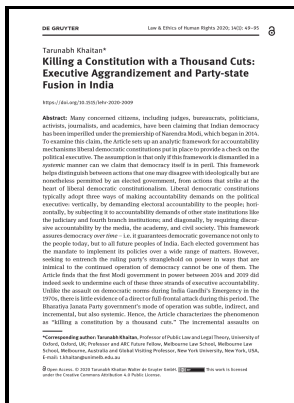 DE GRUYTER
Law & Ethics of Human Rights 2020; 14(1): 49–95
Tarunabh Khaitan*
Killing a Constitution with a Thousand Cuts:
Executive Aggrandizement and Party-state
Fusion in India
https://doi.org/10.1515/lehr-2020-2009
Abstract: Many concerned citizens, including judges, bureaucrats, politicians,
activists, journalists, and academics, have been claiming that Indian democracy
has been imperilled under the premiership of Narendra Modi, which began in 2014.
To examine this claim, the Article sets up an analytic framework for accountability
mechanisms liberal democratic constitutions put in place to provide a check on the
political executive. The assumption is that only if this framework is dismantled in a
systemic manner can we claim that democracy itself is in peril. This framework
helps distinguish between actions that one may disagree with ideologically but are
nonetheless permitted by an elected government, from actions that strike at the
heart of liberal democratic constitutionalism. Liberal democratic constitutions
typically adopt three ways of making accountability demands on the political
executive: vertically, by demanding electoral accountability to the people; hori-
zontally, by subjecting it to accountability demands of other state institutions like
the judiciary and fourth branch institutions; and diagonally, by requiring discur-
sive accountability by the media, the academy, and civil society. This framework
assures democracy over time – i.e. it guarantees democratic governance not only to
the people today, but to all future peoples of India. Each elected government has
the mandate to implement its policies over a wide range of matters. However,
seeking to entrench the ruling party's stranglehold on power in ways that are
inimical to the continued operation of democracy cannot be one of them. The
Article finds that the first Modi government in power between 2014 and 2019 did
indeed seek to undermine each of these three strands of executive accountability.
Unlike the assault on democratic norms during India Gandhi's Emergency in the
1970s, there is little evidence of a direct or full-frontal attack during this period. The
Bharatiya Janata Party government's mode of operation was subtle, indirect, and
incremental, but also systemic. Hence, the Article characterizes the phenomenon
as "killing a constitution by a thousand cuts." The incremental assaults on
*Corresponding author: Tarunabh Khaitan, Professor of Public Law and Legal Theory, University of
Oxford, Oxford, UK; Professor and ARC Future Fellow, Melbourne Law School, Melbourne Law
School, Melbourne, Australia and Global Visiting Professor, New York University, New York, USA,
E-mail: t.khaitan@unimelb.edu.au
Open Access. © 2020 Tarunabh Khaitan Walter de Gruyter GmbH. This work is licensed
under the Creative Commons Attribution 4.0 Public License.